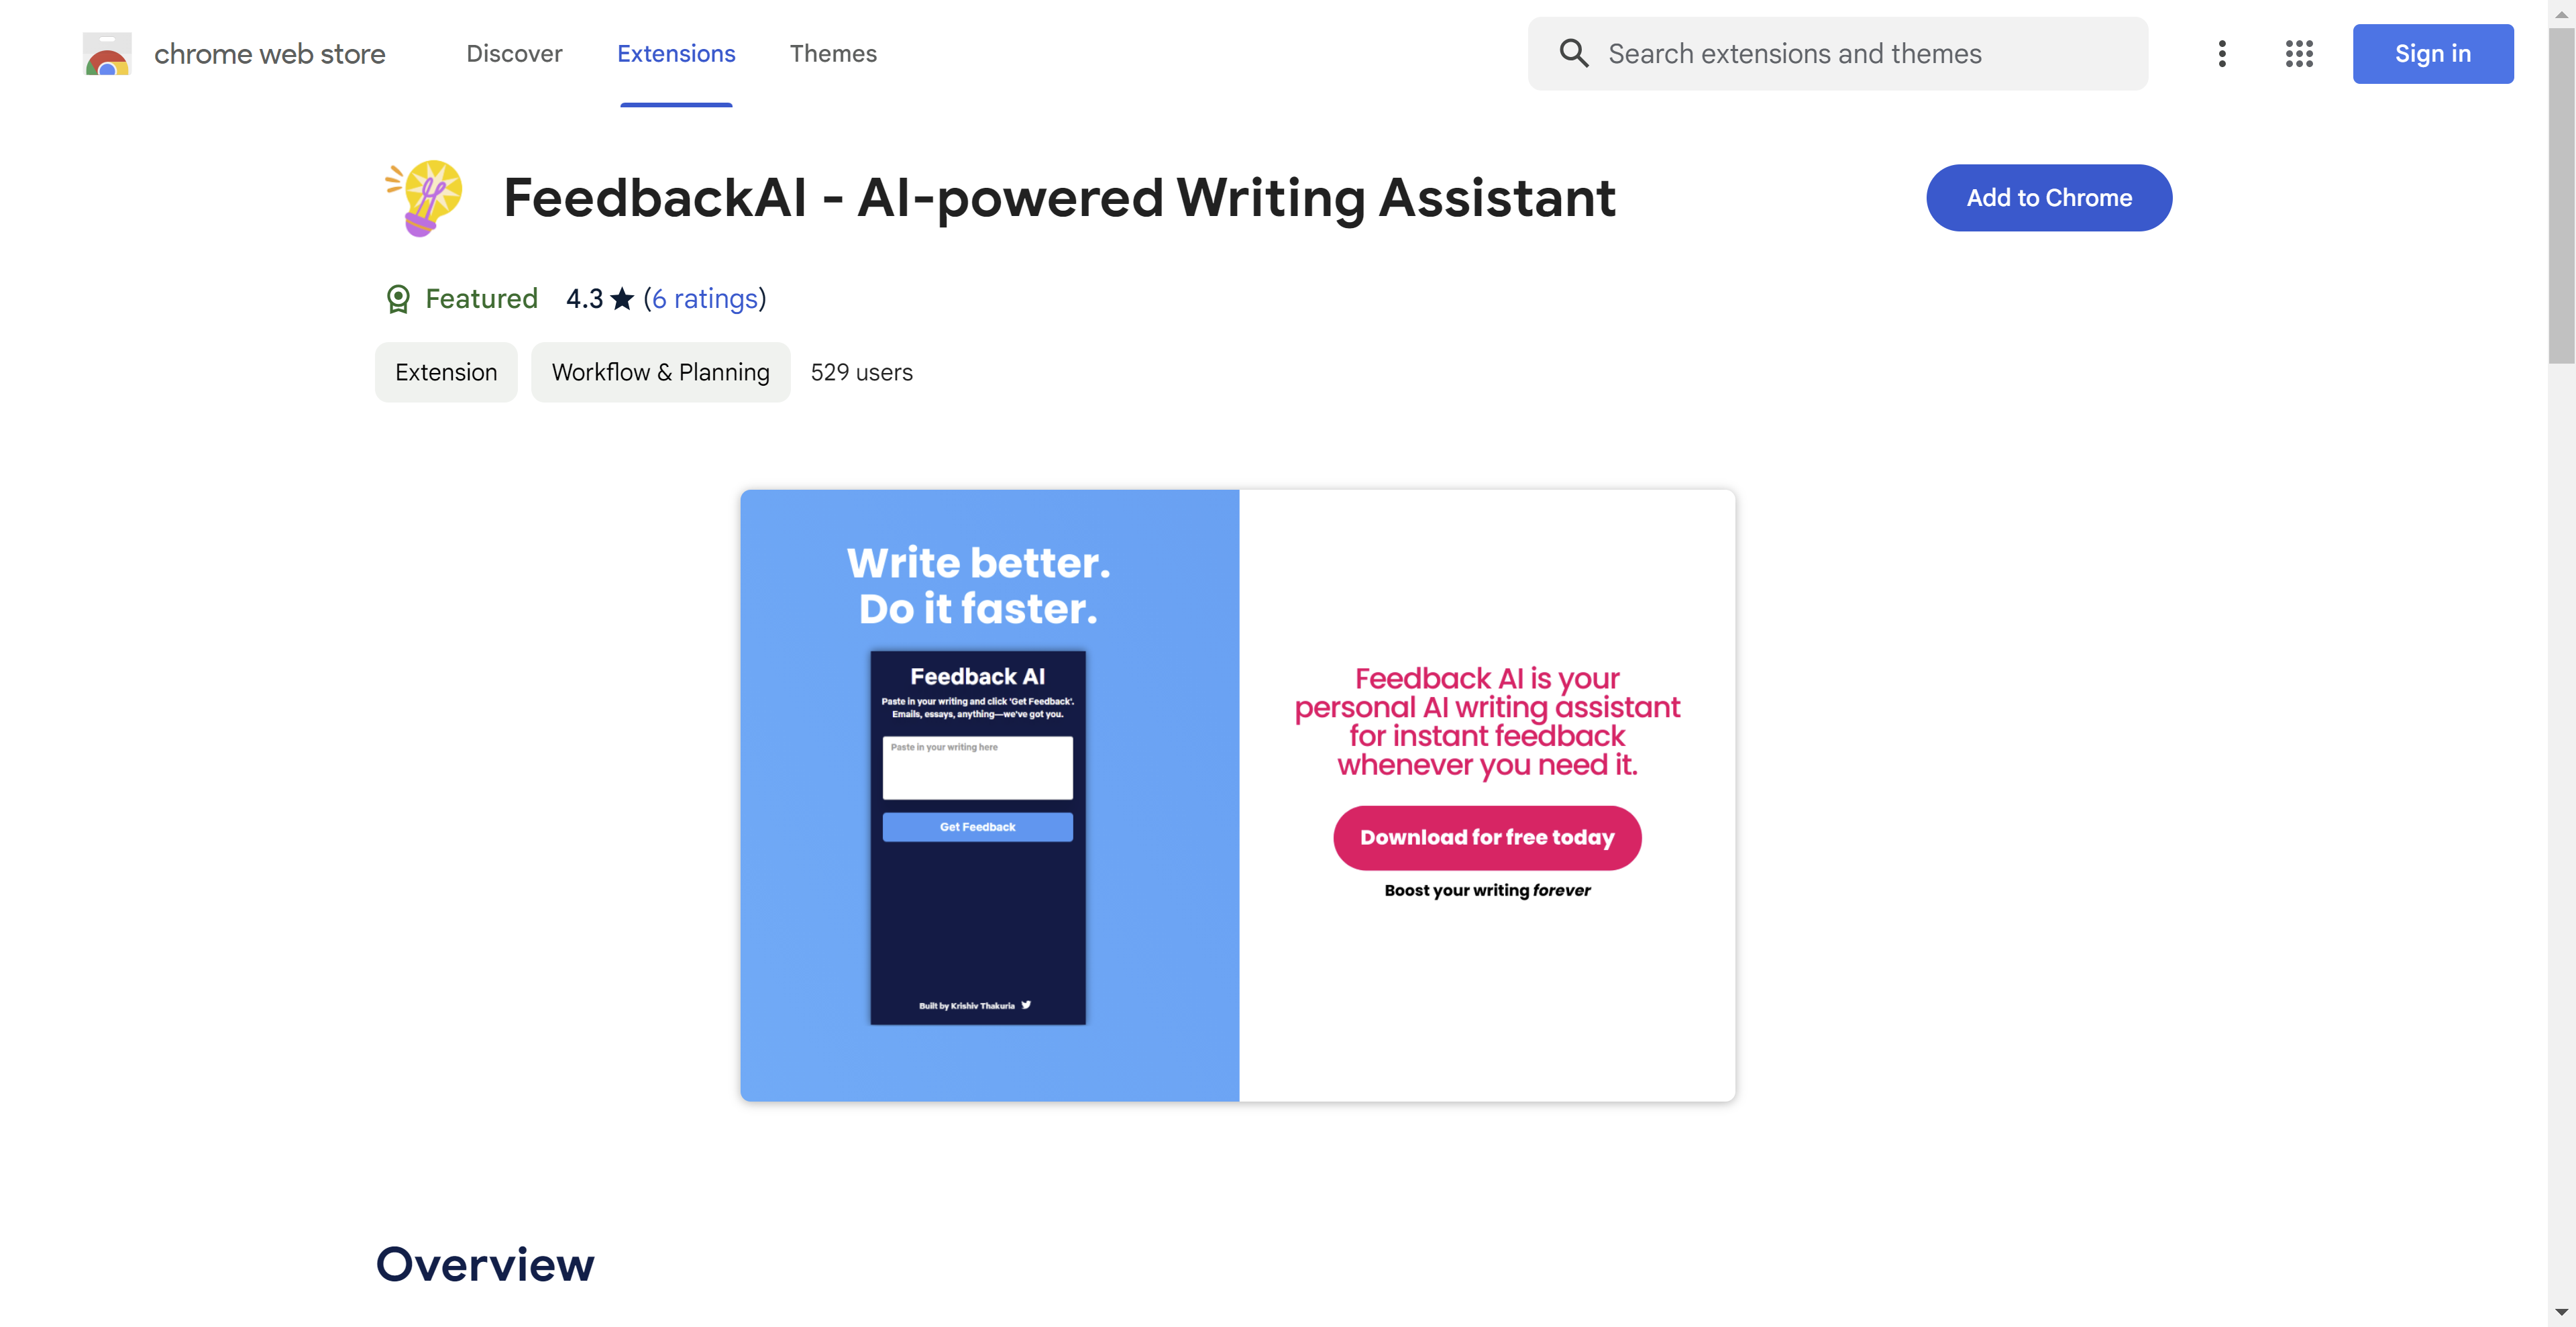 chrome web store
Discover
Extensions
Themes
Search extensions and themes
Sign in
FeedbackAI - AI-powered Writing Assistant
Add to Chrome
Featured
4.3 ★ (6 ratings)
Extension
Workflow & Planning
529 users
Write better.
Do it faster.
Feedback AI
Paste in your writing and click 'Get Feedback'.
Emails, essays, anything—we've got you.
Paste in your writing here
Get Feedback
Built by Krishiv Thakuria
Feedback AI is your
personal AI writing assistant
for instant feedback
whenever you need it.
Download for free today
Boost your writing forever
Overview